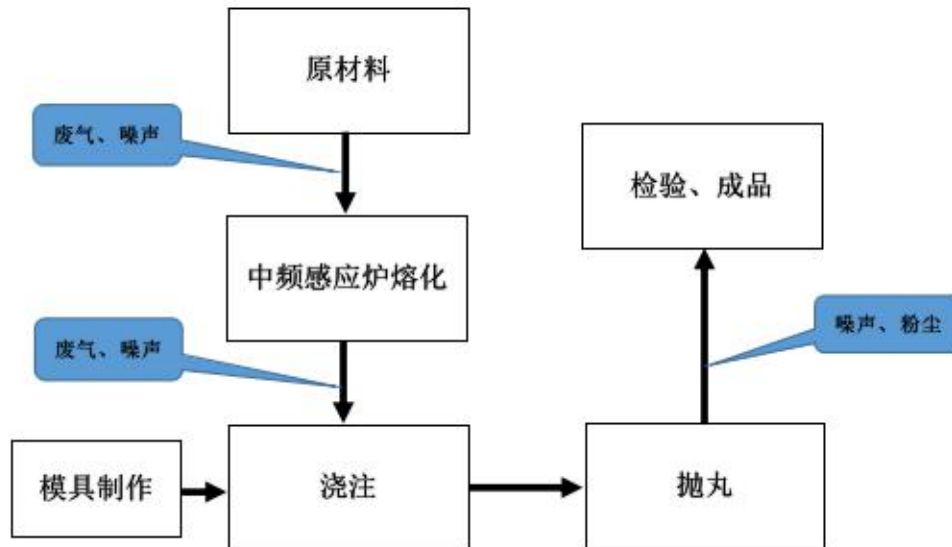 原材料
废气、噪声
检验、成品
中频感应炉熔化
废气、噪声
噪声、粉尘
模具制作
浇注
抛丸